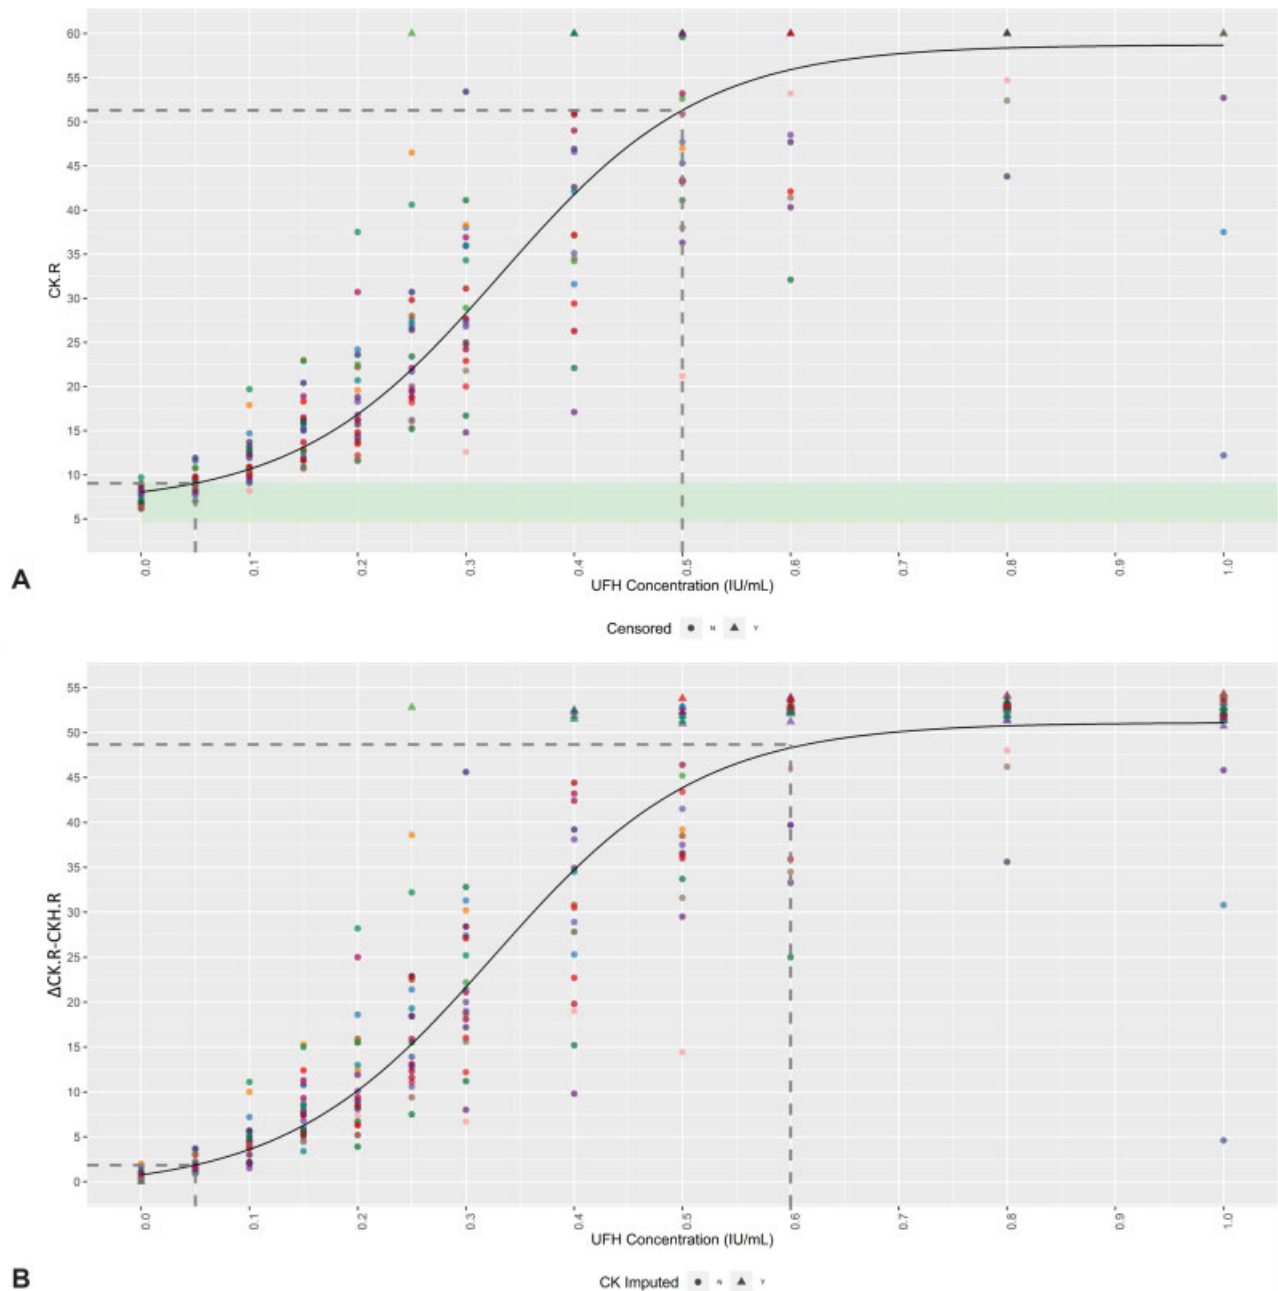 60
55
50
45
40
35
30
25
20
15
10
5
CK.R
0.0 0.1 0.2 0.3 0.4 0.5 0.6 0.7 0.8 0.9 1.0
UFH Concentration (IU/mL)
A
Censored N Y
55
50
45
40
35
30
25
20
15
10
5
0
ΔCK.R-CKH.R
0.0 0.1 0.2 0.3 0.4 0.5 0.6 0.7 0.8 0.9 1.0
UFH Concentration (IU/mL)
B
CK Imputed N Y